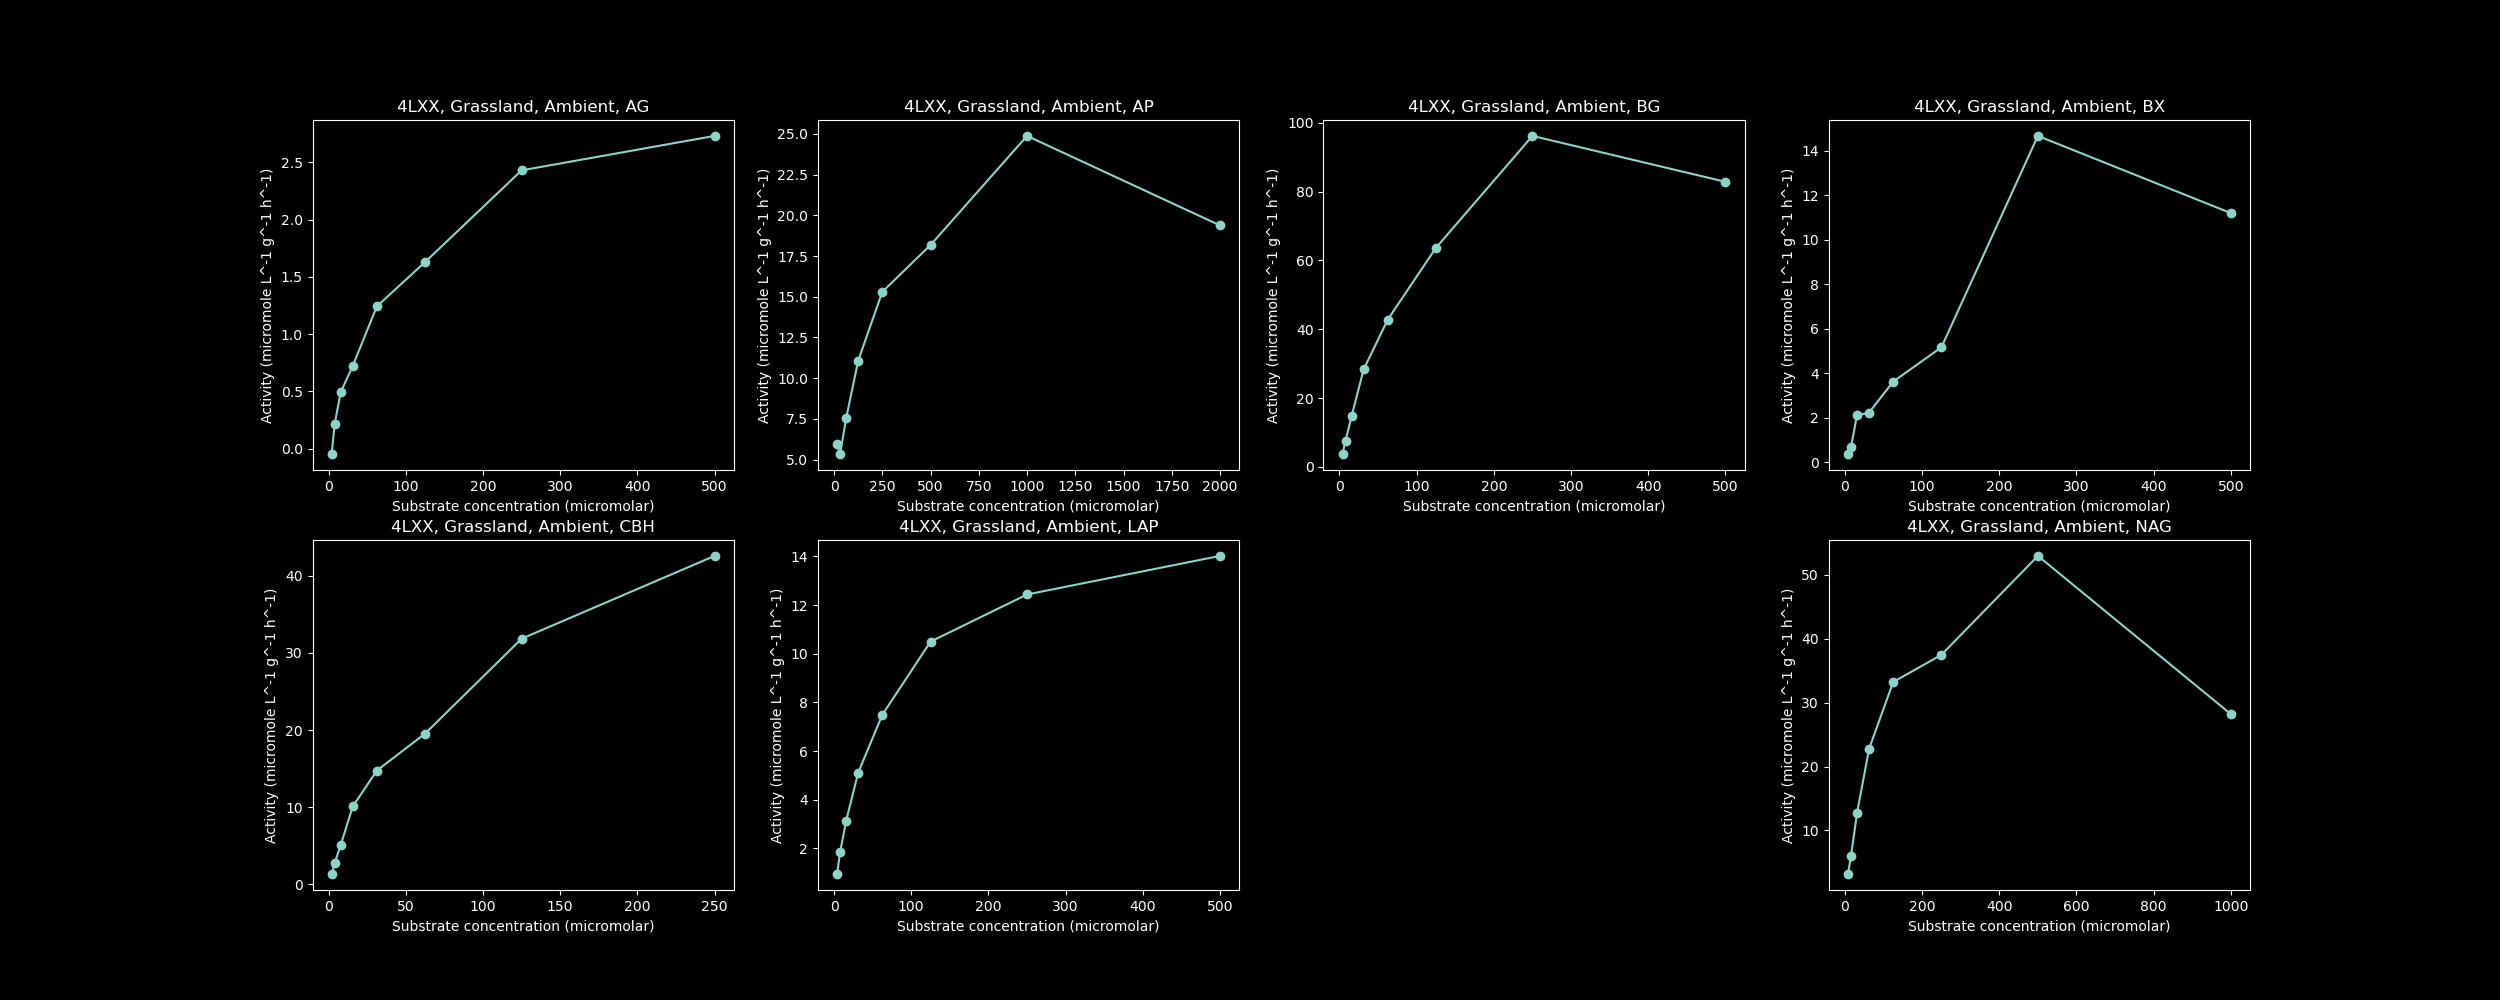 4LXX, Grassland, Ambient, AG
2.5
2.0
1.5
1.0
0.5
0.0
Activity (micromole L^-1 g^-1 h^-1)
0 100 200 300 400 500
Substrate concentration (micromolar)
4LXX, Grassland, Ambient, AP
25.0
22.5
20.0
17.5
15.0
12.5
10.0
7.5
5.0
Activity (micromole L^-1 g^-1 h^-1)
0 250 500 750 1000 1250 1500 1750 2000
Substrate concentration (micromolar)
4LXX, Grassland, Ambient, BG
100
80
60
40
20
0
Activity (micromole L^-1 g^-1 h^-1)
0 100 200 300 400 500
Substrate concentration (micromolar)
4LXX, Grassland, Ambient, BX
14
12
10
8
6
4
2
0
Activity (micromole L^-1 g^-1 h^-1)
0 100 200 300 400 500
Substrate concentration (micromolar)
4LXX, Grassland, Ambient, CBH
40
30
20
10
0
Activity (micromole L^-1 g^-1 h^-1)
0 50 100 150 200 250
Substrate concentration (micromolar)
4LXX, Grassland, Ambient, LAP
14
12
10
8
6
4
2
Activity (micromole L^-1 g^-1 h^-1)
0 100 200 300 400 500
Substrate concentration (micromolar)
4LXX, Grassland, Ambient, NAG
50
40
30
20
10
Activity (micromole L^-1 g^-1 h^-1)
0 200 400 600 800 1000
Substrate concentration (micromolar)